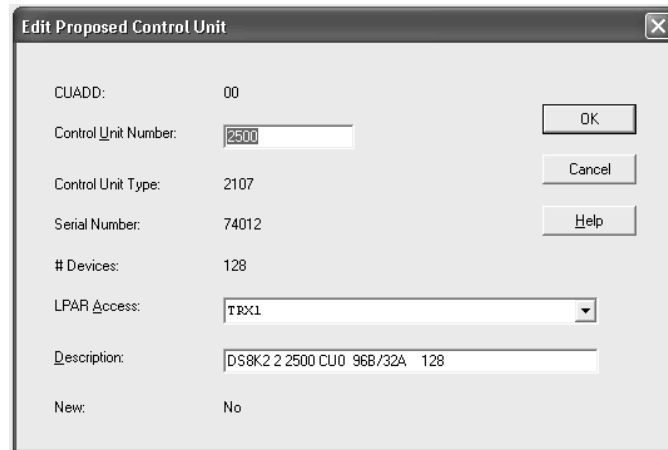 Edit Proposed Control Unit
CUADD: 00
Control Unit Number: 2500
Control Unit Type: 2107
Serial Number: 74012
# Devices: 128
LPAR Access: TRX1
Description: DS8K2 2 2500 CU0 96B/32A 128
New: No
OK
Cancel
Help